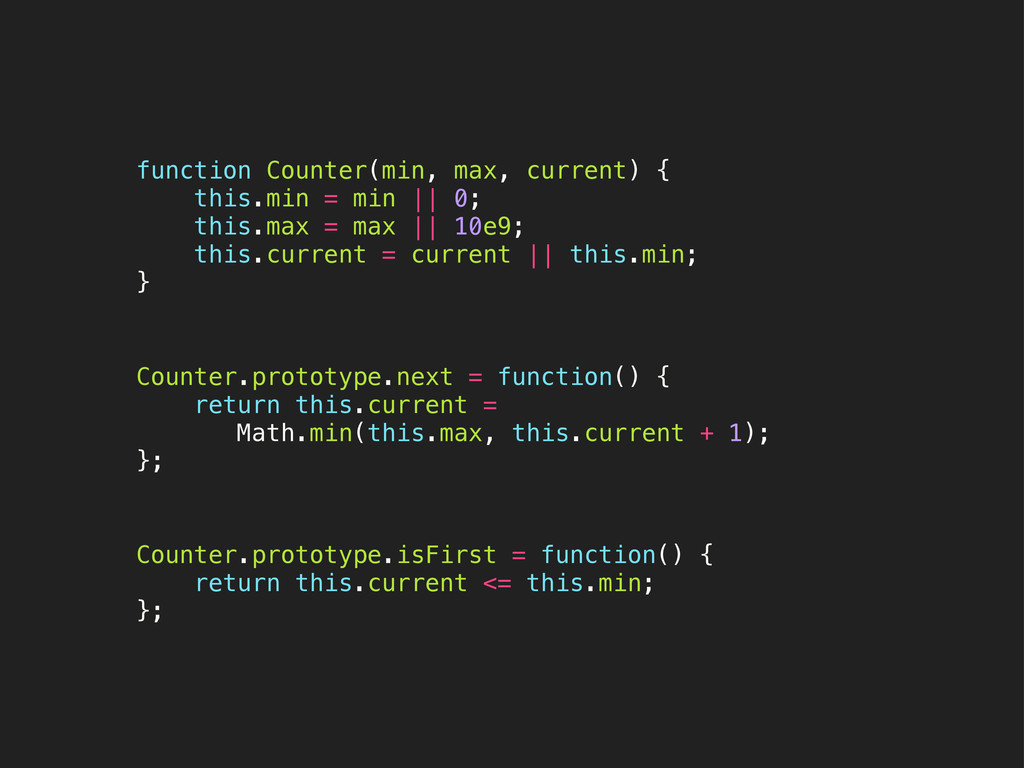 function Counter(min, max, current) {
    this.min = min || 0;
    this.max = max || 10e9;
    this.current = current || this.min;
}
Counter.prototype.next = function() {
    return this.current =
       Math.min(this.max, this.current + 1);
};
Counter.prototype.isFirst = function() {
    return this.current <= this.min;
};